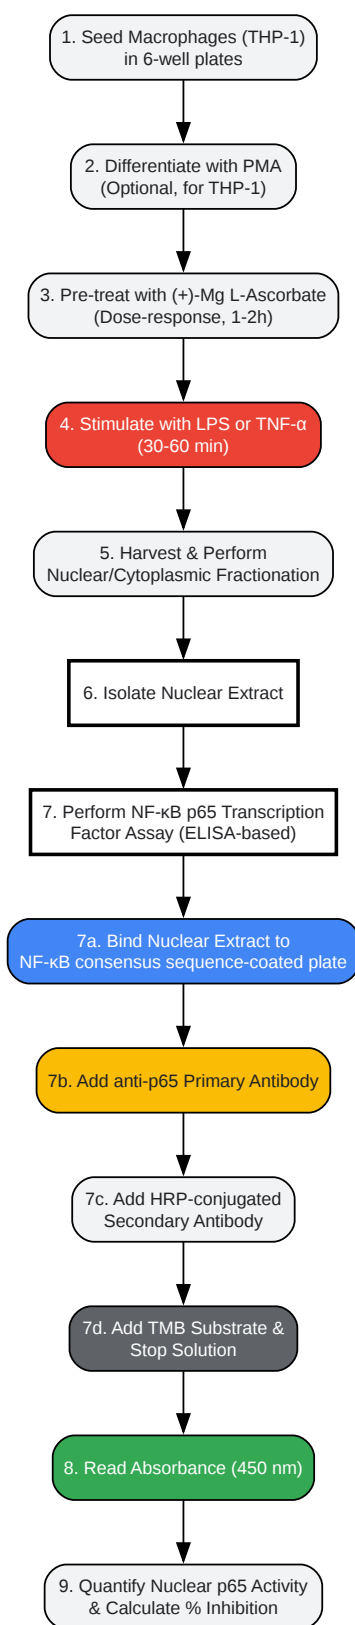 1. Seed Macrophages (THP-1)
in 6-well plates
2. Differentiate with PMA
(Optional, for THP-1)
3. Pre-treat with (+)-Mg L-Ascorbate
(Dose-response, 1-2h)
4. Stimulate with LPS or TNF-α
(30-60 min)
5. Harvest & Perform
Nuclear/Cytoplasmic Fractionation
6. Isolate Nuclear Extract
7. Perform NF-κB p65 Transcription
Factor Assay (ELISA-based)
7a. Bind Nuclear Extract to
NF-κB consensus sequence-coated plate
7b. Add anti-p65 Primary Antibody
7c. Add HRP-conjugated
Secondary Antibody
7d. Add TMB Substrate &
Stop Solution
8. Read Absorbance (450 nm)
9. Quantify Nuclear p65 Activity
& Calculate % Inhibition